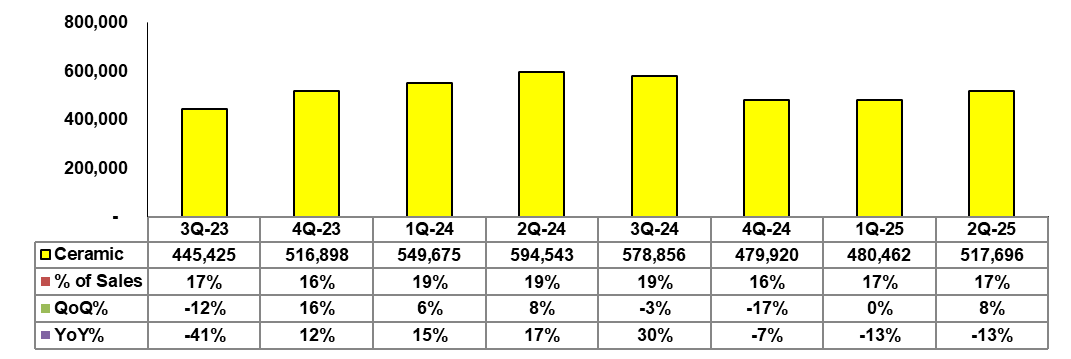 800,000
600,000
400,000
200,000
-
3Q-23 4Q-23 1Q-24 2Q-24 3Q-24 4Q-24 1Q-25 2Q-25
Ceramic 445,425 516,898 549,675 594,543 578,856 479,920 480,462 517,696
% of Sales 17% 16% 19% 19% 19% 16% 17% 17%
QoQ% -12% 16% 6% 8% -3% -17% 0% 8%
YoY% -41% 12% 15% 17% 30% -7% -13% -13%